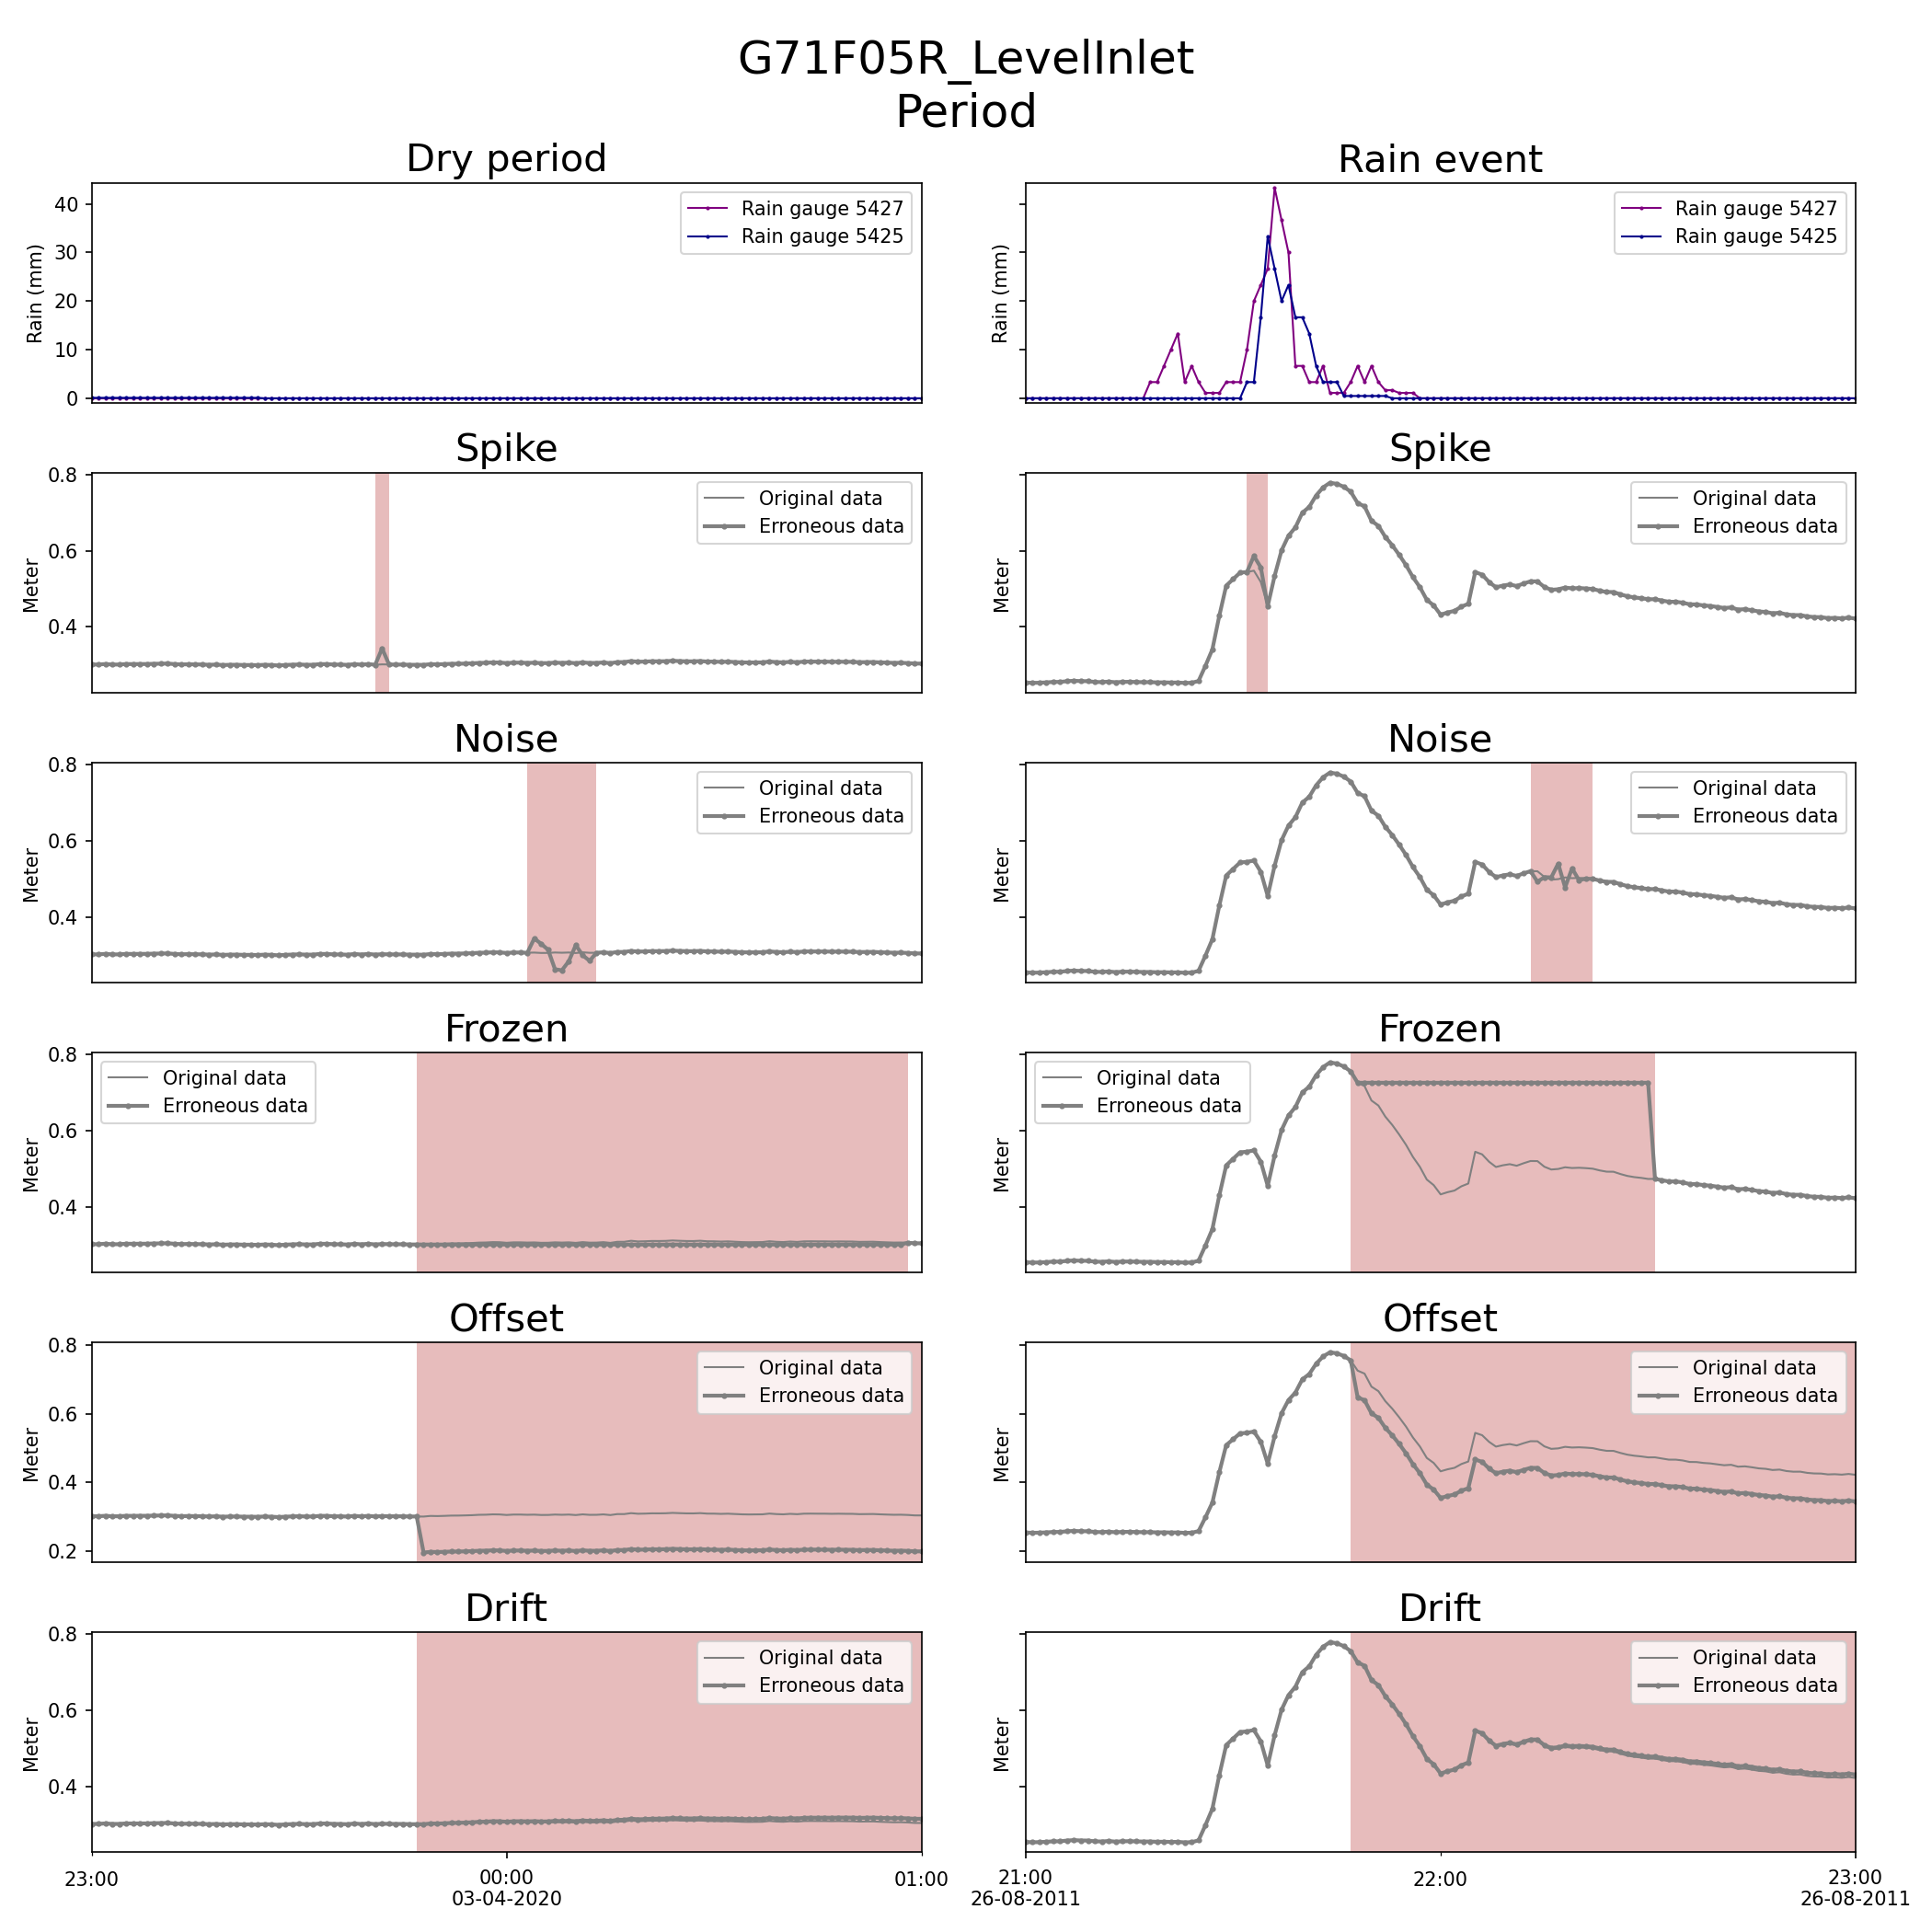 G71F05R_LevelInlet
Period
Dry period
Rain event
Rain (mm)
40
30
20
10
0
Rain gauge 5427
Rain gauge 5425
Rain (mm)
Rain gauge 5427
Rain gauge 5425
Spike
Spike
Meter
0.8
0.6
0.4
Original data
Erroneous data
Meter
Original data
Erroneous data
Noise
Noise
Meter
0.8
0.6
0.4
Original data
Erroneous data
Meter
Original data
Erroneous data
Frozen
Frozen
Meter
0.8
0.6
0.4
Original data
Erroneous data
Meter
Original data
Erroneous data
Offset
Offset
Meter
0.8
0.6
0.4
0.2
Original data
Erroneous data
Meter
Original data
Erroneous data
Drift
Drift
Meter
0.8
0.6
0.4
Original data
Erroneous data
Meter
Original data
Erroneous data
23:00
00:00
03-04-2020
01:00
21:00
26-08-2011
22:00
23:00
26-08-2011